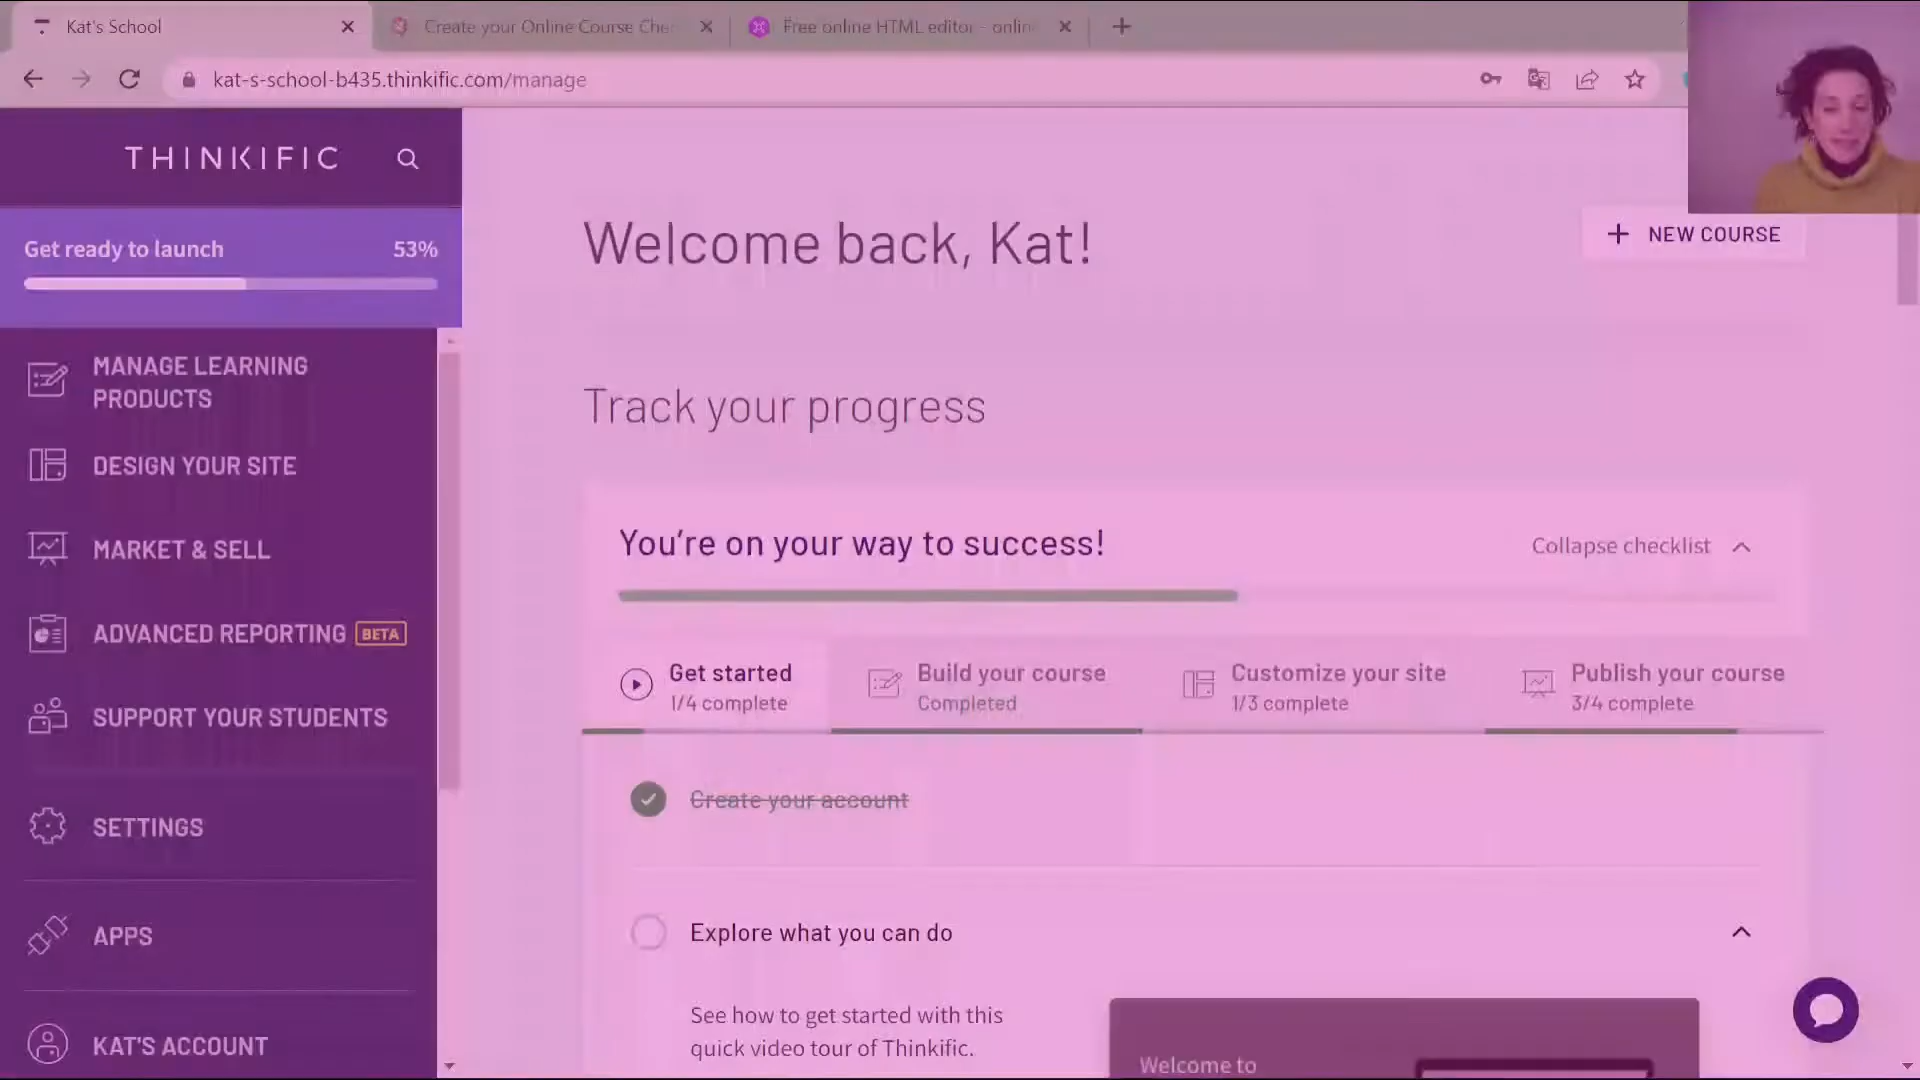 Kat's School
Create your Online Course Che
Free online HTML editor - onlin
kat-s-school-b435.thinkific.com/manage
THINKIFIC
Get ready to launch 53%
MANAGE LEARNING
PRODUCTS
DESIGN YOUR SITE
MARKET & SELL
ADVANCED REPORTING BETA
SUPPORT YOUR STUDENTS
SETTINGS
APPS
KAT'S ACCOUNT
Welcome back, Kat!
+ NEW COURSE
Track your progress
You're on your way to success!
Collapse checklist
Get started
1/4 complete
Build your course
Completed
Customize your site
1/3 complete
Publish your course
3/4 complete
Create your account
Explore what you can do
See how to get started with this
quick video tour of Thinkific.
Welcome to